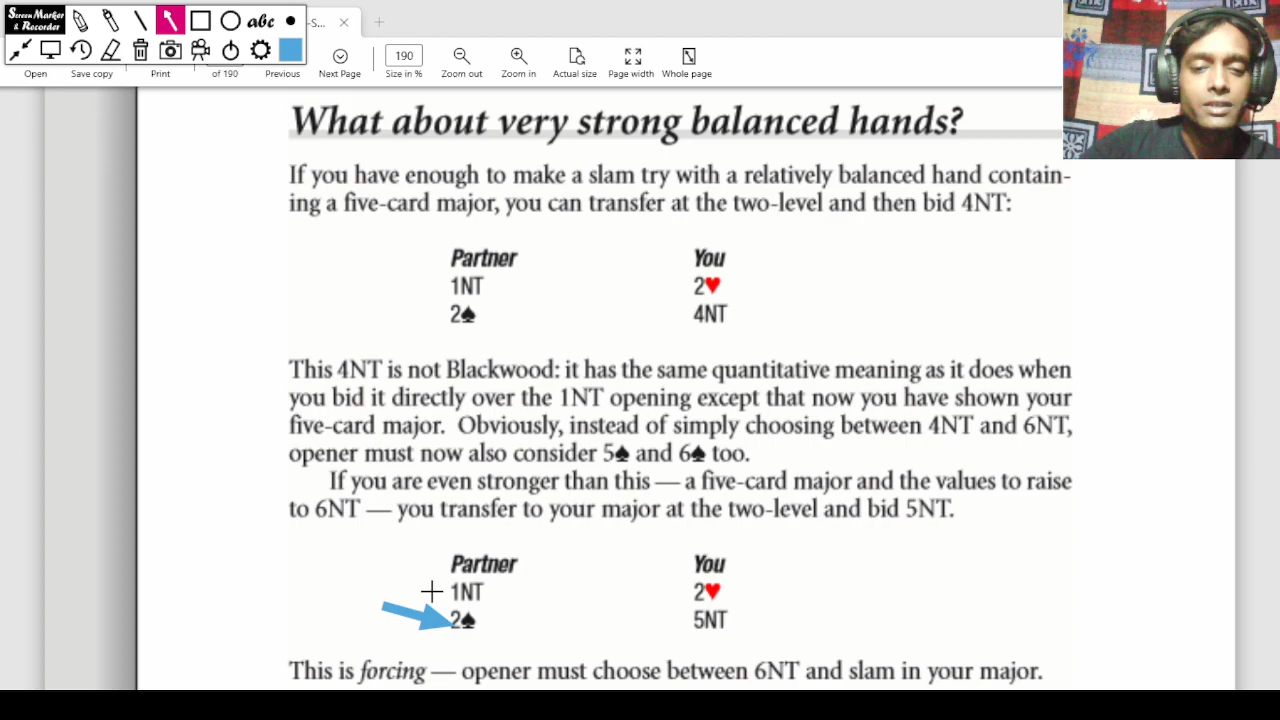 Screen Marker
& Recorder
abc
-S...
190
Open
Save copy
Print
of 190
Previous
Next Page
Size in %
Zoom out
Zoom in
Actual size
Page width
Whole page
What about very strong balanced hands?
If you have enough to make a slam try with a relatively balanced hand contain-
ing a five-card major, you can transfer at the two-level and then bid 4NT:
Partner You
1NT 2♥
2♠ 4NT
This 4NT is not Blackwood: it has the same quantitative meaning as it does when
you bid it directly over the 1NT opening except that now you have shown your
five-card major. Obviously, instead of simply choosing between 4NT and 6NT,
opener must now also consider 5♠ and 6♠ too.
If you are even stronger than this — a five-card major and the values to raise
to 6NT — you transfer to your major at the two-level and bid 5NT.
Partner You
1NT 2♥
2♠ 5NT
This is forcing — opener must choose between 6NT and slam in your major.